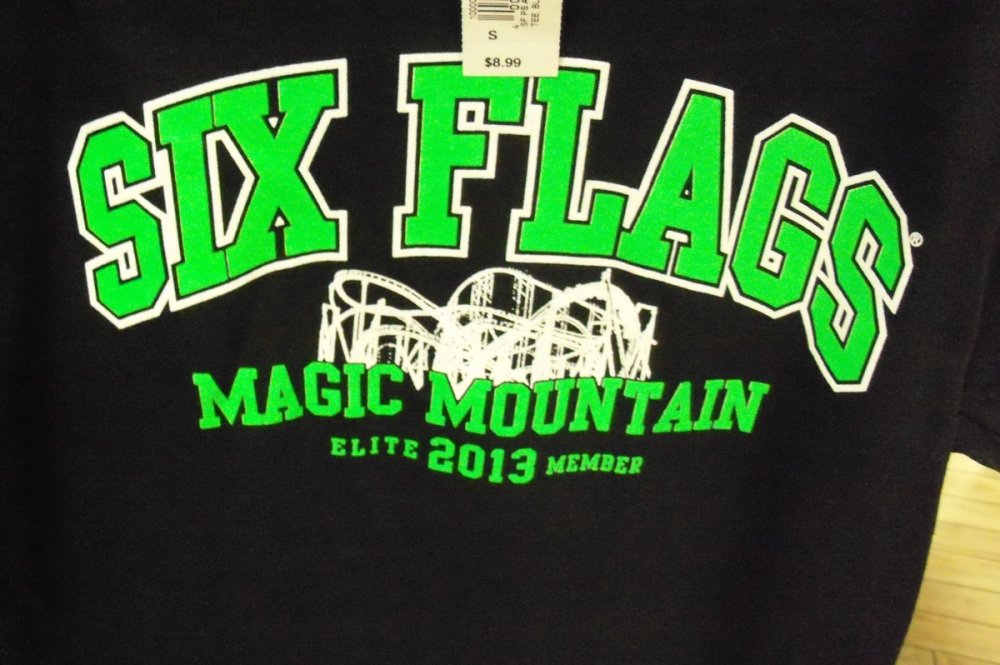 S
$8.99
SIX FLAGS®
MAGIC MOUNTAIN
ELITE 2013 MEMBER